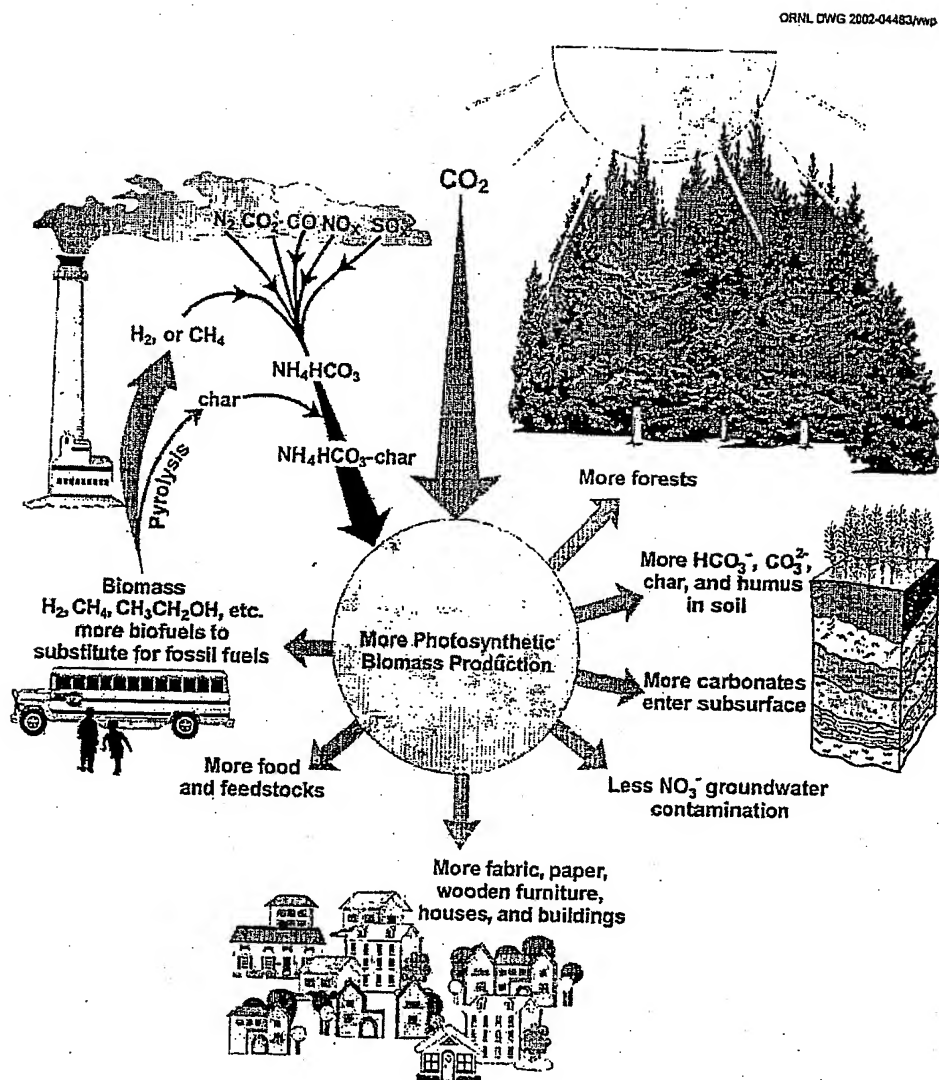 ORNL DWG 2002-04483/vwp
CO₂
N₂ CO₂ CO NOₓ SO₂
H₂, or CH₄
NH₄HCO₃
char
NH₄HCO₃-char
Pyrolysis
More forests
More HCO₃⁻, CO₃²⁻,
char, and humus
in soil
Biomass
H₂, CH₄, CH₃CH₂OH, etc.
more biofuels to
substitute for fossil fuels
More Photosynthetic
Biomass Production
More carbonates
enter subsurface
More food
and feedstocks
Less NO₃⁻ groundwater
contamination
More fabric, paper,
wooden furniture,
houses, and buildings